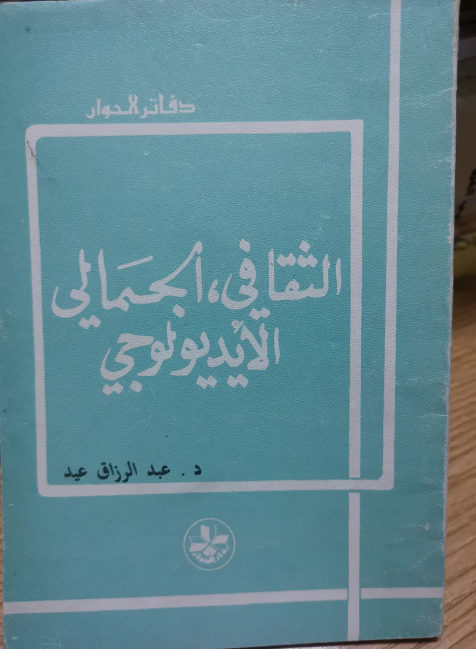 دفاتر الحوار
الثقافي، الجمالي
الأيديولوجي
د. عبد الرزاق عيد